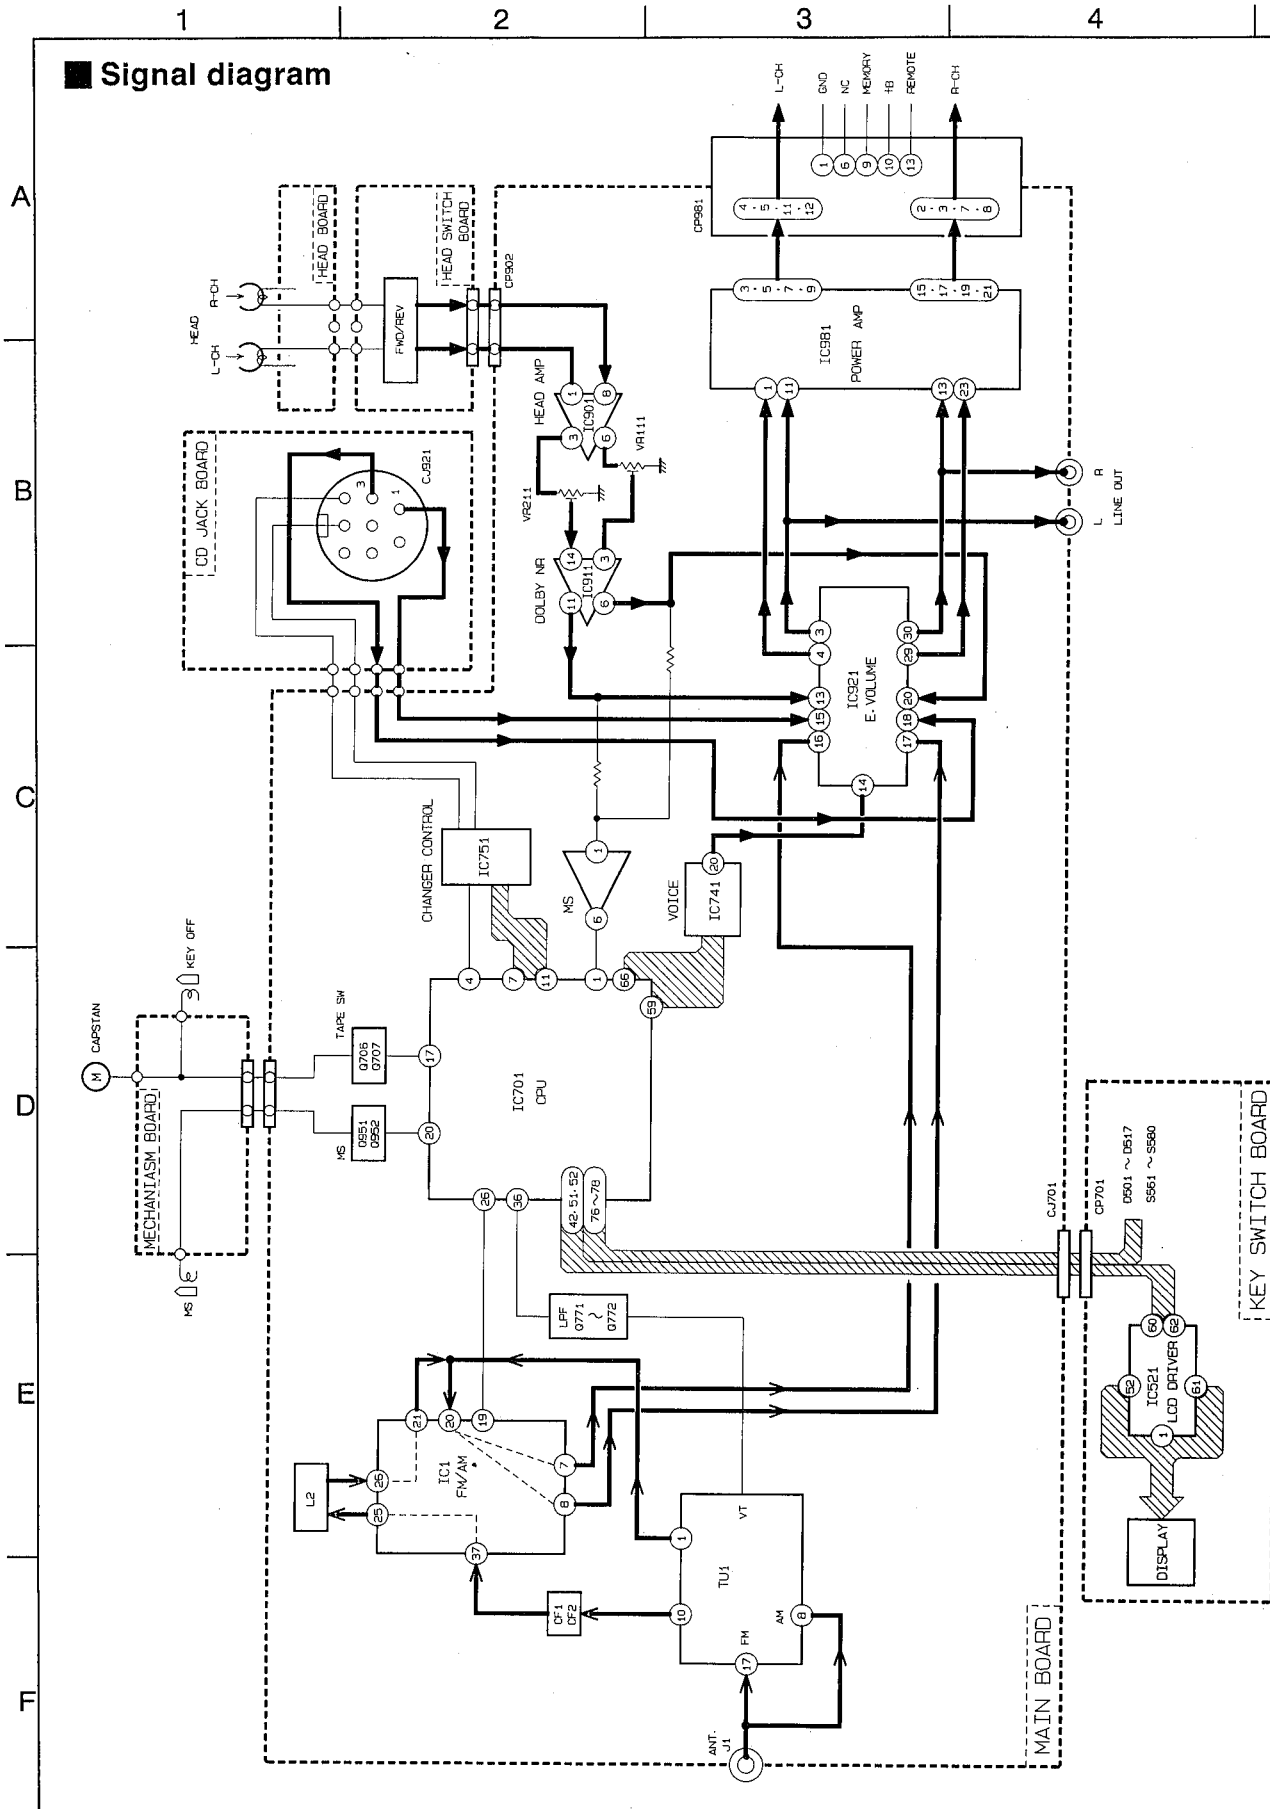 1
2
3
4
■ Signal diagram
A
B
C
D
E
F
L-CH
GND
NC
MEMORY
+B
REMOTE
R-CH
1
6
9
10
13
4 · 5 · 11 · 12
2 · 3 · 7 · 8
CP981
3 · 5 · 7 · 9
15 · 17 · 19 · 21
IC981
POWER AMP
1
11
13
23
HEAD BOARD
HEAD SWITCH
BOARD
R-CH
HEAD
L-CH
FWD/REV
CP902
HEAD AMP
1
8
IC901
3
6
VR111
VR211
CD JACK BOARD
CJ921
3
1
DOLBY NR
14
3
IC911
11
6
R
L
LINE OUT
3
4
13
15
16
30
29
20
18
17
14
IC921
E.VOLUME
CHANGER CONTROL
IC751
MS
1
6
VOICE
IC741
20
CAPSTAN
M
KEY OFF
MECHANIASM BOARD
MS
TAPE SW
Q706
Q707
MS
Q951
Q952
17
20
4
7
11
1
66
59
IC701
CPU
26
36
42·51·52
76～78
CJ701
CP701
D501 ～ D517
S561 ～ S580
KEY SWITCH BOARD
LPF
Q771
～
Q772
L2
26
25
21
20
19
7
8
37
IC1
FM/AM
CF1
CF2
1
10
TU1
VT
FM
17
AM
8
ANT.
J1
MAIN BOARD
60
62
52
61
1
IC521
LCD DRIVER
DISPLAY